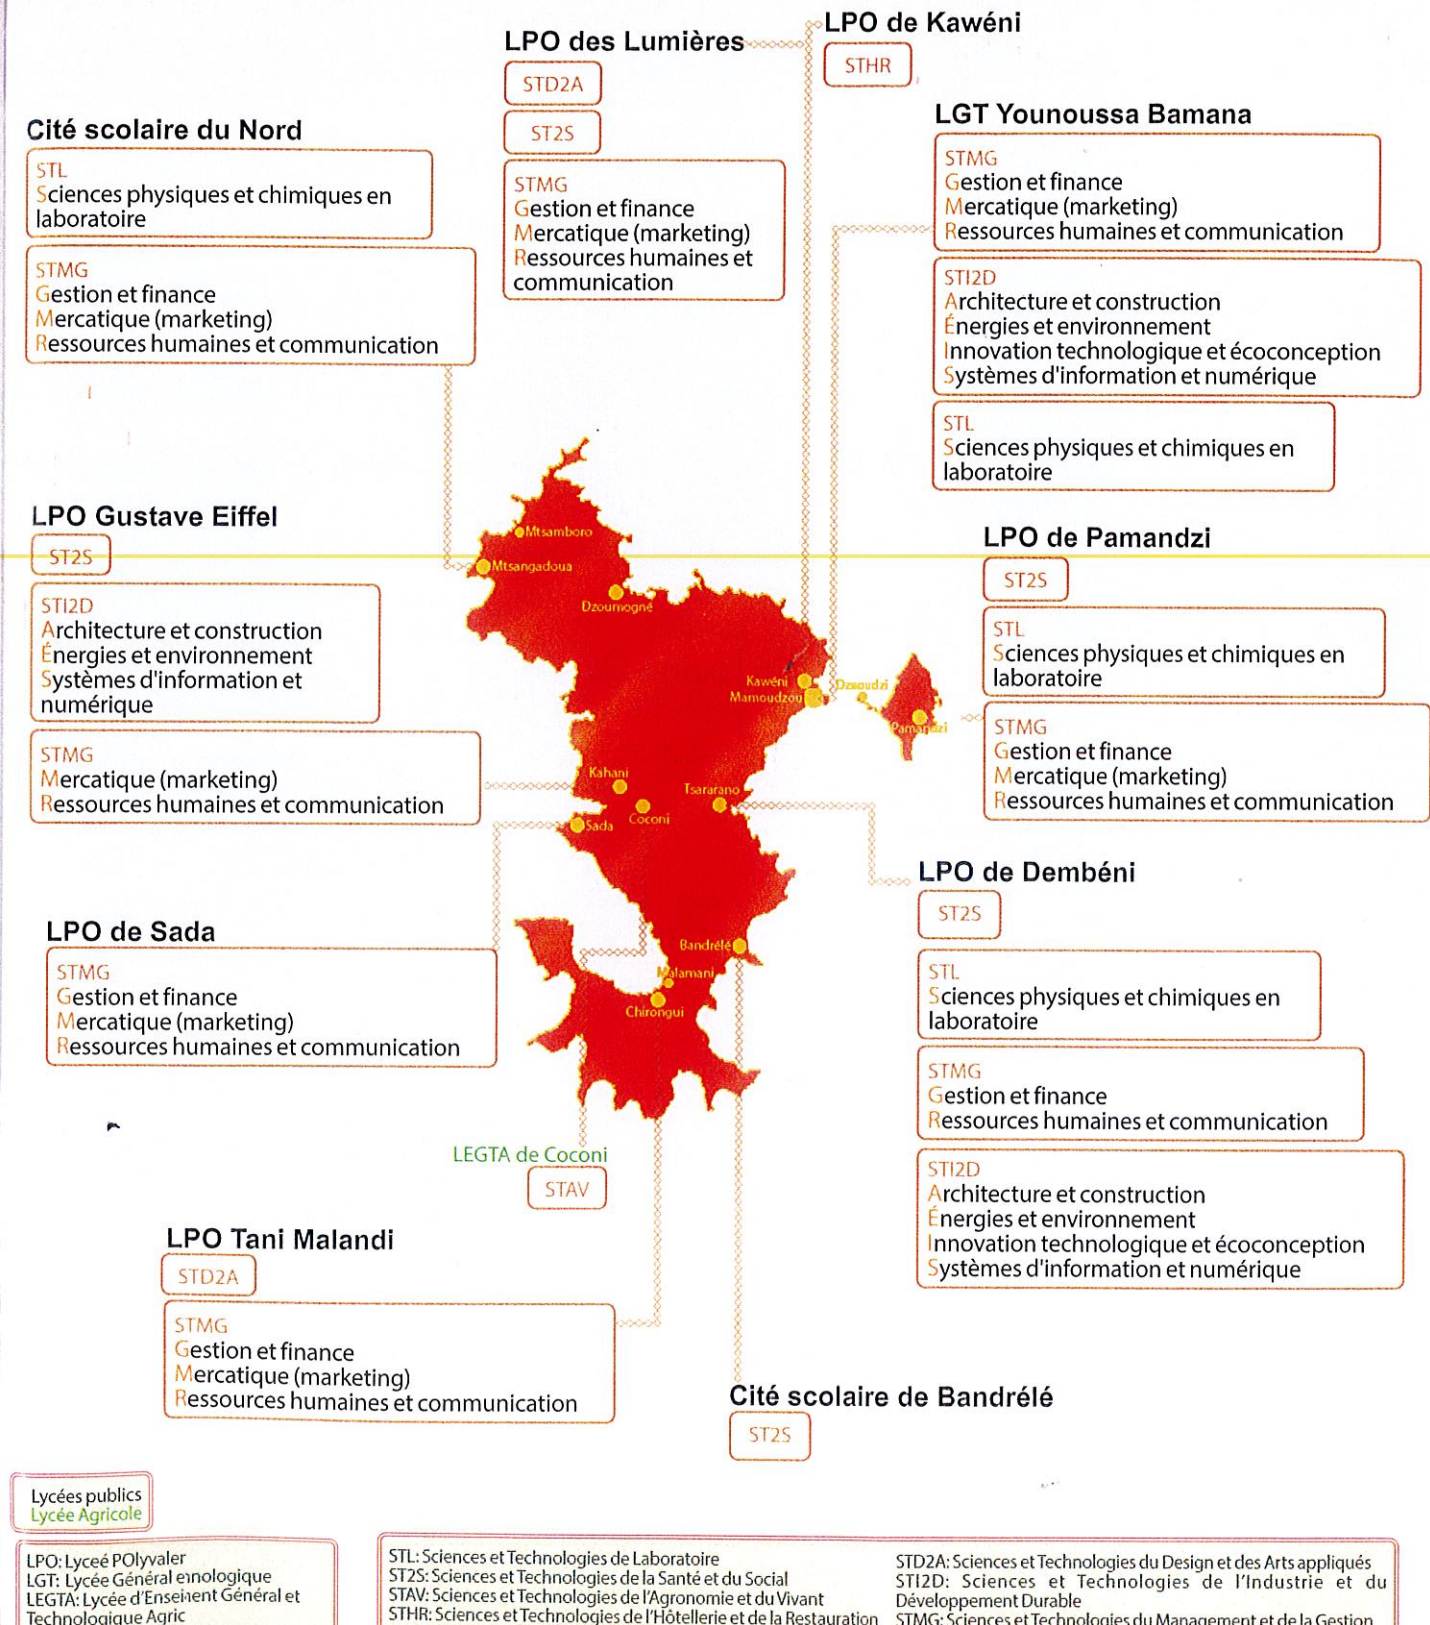 LPO de Kawéni
STHR
LPO des Lumières
STD2A
ST2S
STMG
Gestion et finance
Mercatique (marketing)
Ressources humaines et
communication
LGT Younoussa Bamana
STMG
Gestion et finance
Mercatique (marketing)
Ressources humaines et communication
STI2D
Architecture et construction
Énergies et environnement
Innovation technologique et écoconception
Systèmes d'information et numérique
STL
Sciences physiques et chimiques en
laboratoire
Cité scolaire du Nord
STL
Sciences physiques et chimiques en
laboratoire
STMG
Gestion et finance
Mercatique (marketing)
Ressources humaines et communication
LPO Gustave Eiffel
ST2S
STI2D
Architecture et construction
Énergies et environnement
Systèmes d'information et
numérique
STMG
Mercatique (marketing)
Ressources humaines et communication
Mtsamboro
Mtsangadoua
Dzoumogné
Kawéni
Mamoudzou
Dzaoudzi
Pamandzi
Kahani
Tsararano
Coconi
Sada
Bandrélé
Malamani
Chirongui
LPO de Pamandzi
ST2S
STL
Sciences physiques et chimiques en
laboratoire
STMG
Gestion et finance
Mercatique (marketing)
Ressources humaines et communication
LPO de Dembéni
ST2S
STL
Sciences physiques et chimiques en
laboratoire
STMG
Gestion et finance
Ressources humaines et communication
STI2D
Architecture et construction
Énergies et environnement
Innovation technologique et écoconception
Systèmes d'information et numérique
LPO de Sada
STMG
Gestion et finance
Mercatique (marketing)
Ressources humaines et communication
LEGTA de Coconi
STAV
LPO Tani Malandi
STD2A
STMG
Gestion et finance
Mercatique (marketing)
Ressources humaines et communication
Cité scolaire de Bandrélé
ST2S
Lycées publics
Lycée Agricole
LPO: Lyceé POlyvaler
LGT: Lycée Général ennologique
LEGTA: Lycée d'Enseinent Général et
Technologique Agric
STL: Sciences et Technologies de Laboratoire
ST2S: Sciences et Technologies de la Santé et du Social
STAV: Sciences et Technologies de l'Agronomie et du Vivant
STHR: Sciences et Technologies de l'Hôtellerie et de la Restauration
STD2A: Sciences et Technologies du Design et des Arts appliqués
STI2D: Sciences et Technologies de l'Industrie et du
Développement Durable
STMG: Sciences et Technologies du Management et de la Gestion